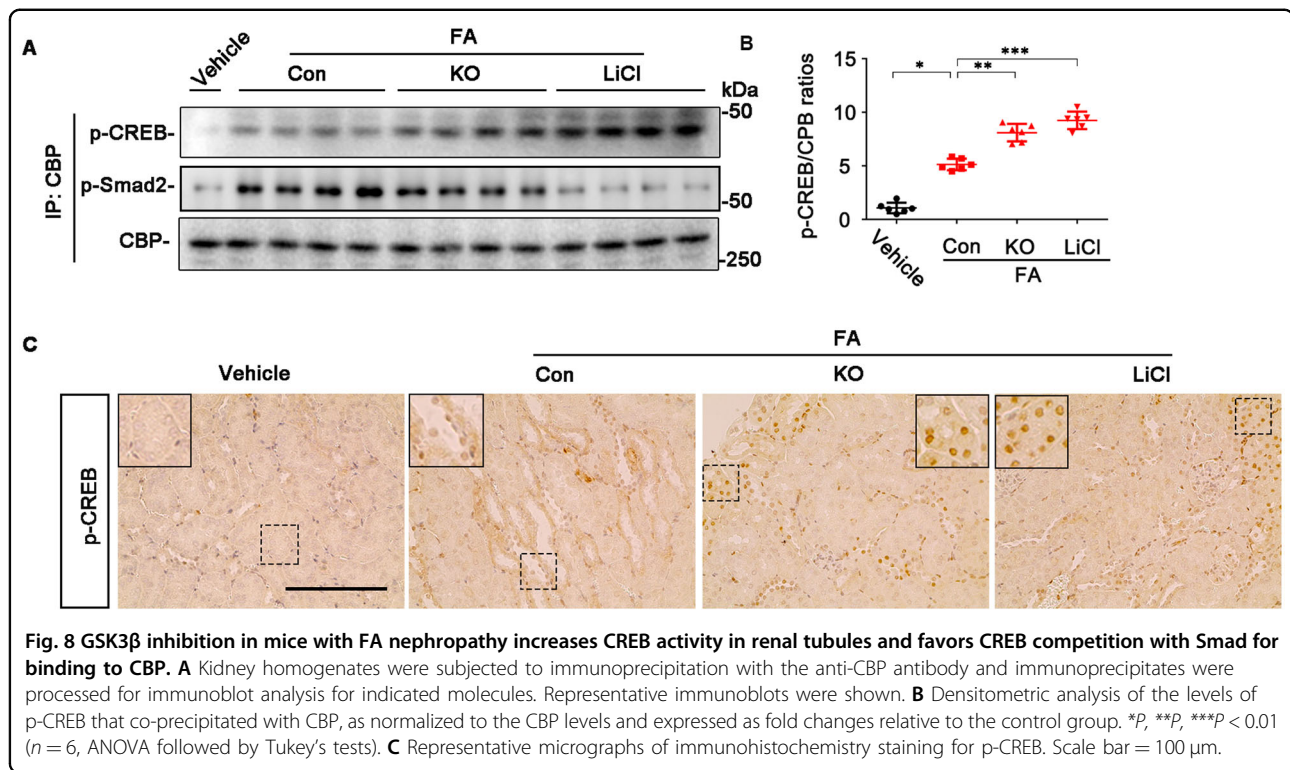 A
Vehicle
FA
Con KO LiCl
kDa
IP: CBP
p-CREB-
-50
p-Smad2-
-50
CBP-
-250
B
p-CREB/CPB ratios
15
10
5
0
* ** ***
Vehicle Con KO LiCl
FA
C
FA
Vehicle Con KO LiCl
p-CREB
Fig. 8 GSK3β inhibition in mice with FA nephropathy increases CREB activity in renal tubules and favors CREB competition with Smad for
binding to CBP. A Kidney homogenates were subjected to immunoprecipitation with the anti-CBP antibody and immunoprecipitates were
processed for immunoblot analysis for indicated molecules. Representative immunoblots were shown. B Densitometric analysis of the levels of
p-CREB that co-precipitated with CBP, as normalized to the CBP levels and expressed as fold changes relative to the control group. *P, **P, ***P < 0.01
(n = 6, ANOVA followed by Tukey's tests). C Representative micrographs of immunohistochemistry staining for p-CREB. Scale bar = 100 μm.